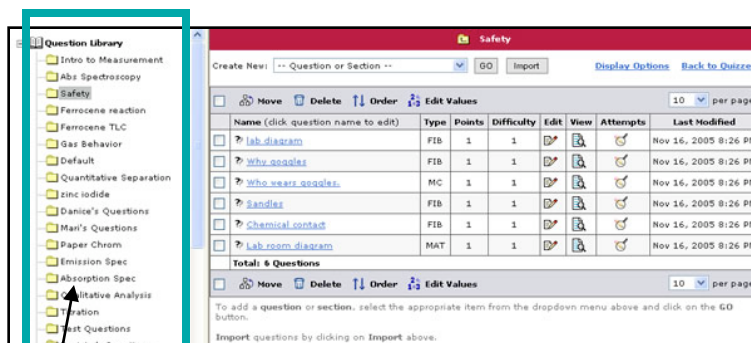 Question Library
Intro to Measurement
Abs Spectroscopy
Safety
Ferrocene reaction
Ferrocene TLC
Gas Behavior
Default
Quantitative Separation
zinc iodide
Danice's Questions
Mari's Questions
Paper Chrom
Emission Spec
Absorption Spec
Qualitative Analysis
Titration
Test Questions
Safety
Create New: -- Question or Section -- GO Import Display Options Back to Quizze
Move Delete Order Edit Values 10 per page
Name (click question name to edit) Type Points Difficulty Edit View Attempts Last Modified
lab diagram FIB 1 1 Nov 16, 2005 8:26 PM
Why goggles FIB 1 1 Nov 16, 2005 8:26 PM
Who wears goggles. MC 1 1 Nov 16, 2005 8:26 PM
Sandles FIB 1 1 Nov 16, 2005 8:26 PM
Chemical contact FIB 1 1 Nov 16, 2005 8:26 PM
Lab room diagram MAT 1 1 Nov 16, 2005 8:26 PM
Total: 6 Questions
Move Delete Order Edit Values 10 per page
To add a question or section, select the appropriate item from the dropdown menu above and click on the GO
button.
Import questions by clicking on Import above.